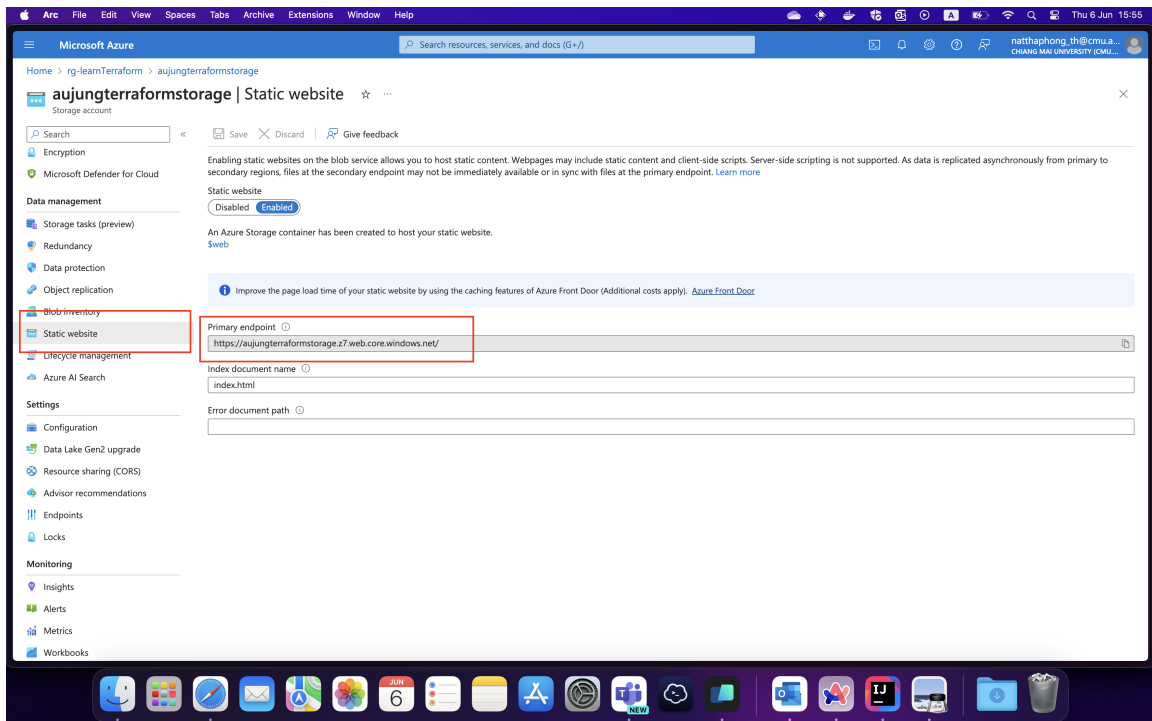 Arc File Edit View Spaces Tabs Archive Extensions Window Help
A
Thu 6 Jun 15:55
Microsoft Azure
Search resources, services, and docs (G+/)
natthaphong_th@cmu.a...
CHIANG MAI UNIVERSITY (CMU....
Home > rg-learnTerraform > aujungterraformstorage
aujungterraformstorage | Static website
Storage account
Search
«
Save Discard Give feedback
Encryption
Microsoft Defender for Cloud
Data management
Storage tasks (preview)
Redundancy
Data protection
Object replication
Blob inventory
Static website
Lifecycle management
Azure AI Search
Settings
Configuration
Data Lake Gen2 upgrade
Resource sharing (CORS)
Advisor recommendations
Endpoints
Locks
Monitoring
Insights
Alerts
Metrics
Workbooks
Enabling static websites on the blob service allows you to host static content. Webpages may include static content and client-side scripts. Server-side scripting is not supported. As data is replicated asynchronously from primary to
secondary regions, files at the secondary endpoint may not be immediately available or in sync with files at the primary endpoint. Learn more
Static website
Disabled Enabled
An Azure Storage container has been created to host your static website.
$web
Improve the page load time of your static website by using the caching features of Azure Front Door (Additional costs apply). Azure Front Door
Primary endpoint
https://aujungterraformstorage.z7.web.core.windows.net/
Index document name
index.html
Error document path
JUN
6
NEW
IJ